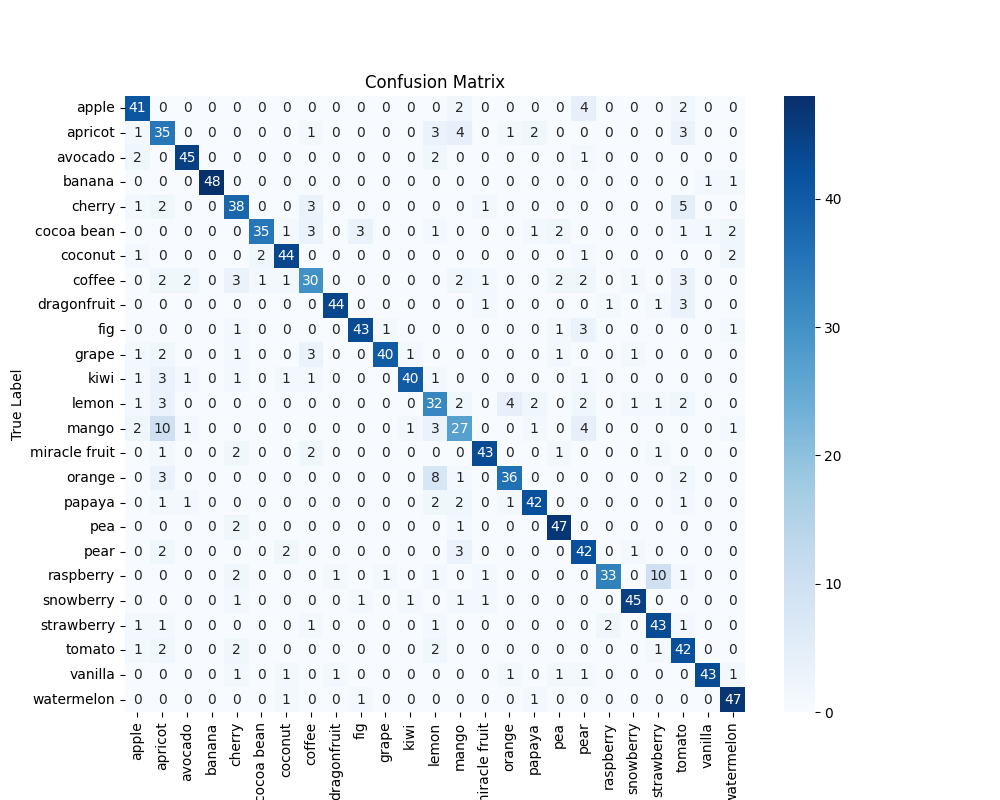 Confusion Matrix
True Label
apple 41 0 0 0 0 0 0 0 0 0 0 0 0 2 0 0 0 0 4 0 0 0 2 0 0
apricot 1 35 0 0 0 0 0 1 0 0 0 0 3 4 0 1 2 0 0 0 0 0 3 0 0
avocado 2 0 45 0 0 0 0 0 0 0 0 0 2 0 0 0 0 0 1 0 0 0 0 0 0
banana 0 0 0 48 0 0 0 0 0 0 0 0 0 0 0 0 0 0 0 0 0 0 0 1 1
cherry 1 2 0 0 38 0 0 3 0 0 0 0 0 0 1 0 0 0 0 0 0 0 5 0 0
cocoa bean 0 0 0 0 0 35 1 3 0 3 0 0 1 0 0 0 1 2 0 0 0 0 1 1 2
coconut 1 0 0 0 0 2 44 0 0 0 0 0 0 0 0 0 0 0 1 0 0 0 0 0 2
coffee 0 2 2 0 3 1 1 30 0 0 0 0 0 2 1 0 0 2 2 0 1 0 3 0 0
dragonfruit 0 0 0 0 0 0 0 0 44 0 0 0 0 0 1 0 0 0 0 1 0 1 3 0 0
fig 0 0 0 0 1 0 0 0 0 43 1 0 0 0 0 0 0 1 3 0 0 0 0 0 1
grape 1 2 0 0 1 0 0 3 0 0 40 1 0 0 0 0 0 1 0 0 1 0 0 0 0
kiwi 1 3 1 0 1 0 1 1 0 0 0 40 1 0 0 0 0 0 1 0 0 0 0 0 0
lemon 1 3 0 0 0 0 0 0 0 0 0 0 32 2 0 4 2 0 2 0 1 1 2 0 0
mango 2 10 1 0 0 0 0 0 0 0 0 1 3 27 0 0 1 0 4 0 0 0 0 0 1
miracle fruit 0 1 0 0 2 0 0 2 0 0 0 0 0 0 43 0 0 1 0 0 0 1 0 0 0
orange 0 3 0 0 0 0 0 0 0 0 0 0 8 1 0 36 0 0 0 0 0 0 2 0 0
papaya 0 1 1 0 0 0 0 0 0 0 0 0 2 2 0 1 42 0 0 0 0 0 1 0 0
pea 0 0 0 0 2 0 0 0 0 0 0 0 0 1 0 0 0 47 0 0 0 0 0 0 0
pear 0 2 0 0 0 0 2 0 0 0 0 0 0 3 0 0 0 0 42 0 1 0 0 0 0
raspberry 0 0 0 0 2 0 0 0 1 0 1 0 1 0 1 0 0 0 0 33 0 10 1 0 0
snowberry 0 0 0 0 1 0 0 0 0 1 0 1 0 1 1 0 0 0 0 0 45 0 0 0 0
strawberry 1 1 0 0 0 0 0 1 0 0 0 0 1 0 0 0 0 0 0 2 0 43 1 0 0
tomato 1 2 0 0 2 0 0 0 0 0 0 0 2 0 0 0 0 0 0 0 0 1 42 0 0
vanilla 0 0 0 0 1 0 1 0 1 0 0 0 0 0 0 1 0 1 1 0 0 0 0 43 1
watermelon 0 0 0 0 0 0 1 0 0 1 0 0 0 0 0 0 1 0 0 0 0 0 0 0 47
apple
apricot
avocado
banana
cherry
cocoa bean
coconut
coffee
dragonfruit
fig
grape
kiwi
lemon
mango
miracle fruit
orange
papaya
pea
pear
raspberry
snowberry
strawberry
tomato
vanilla
watermelon
40
30
20
10
0